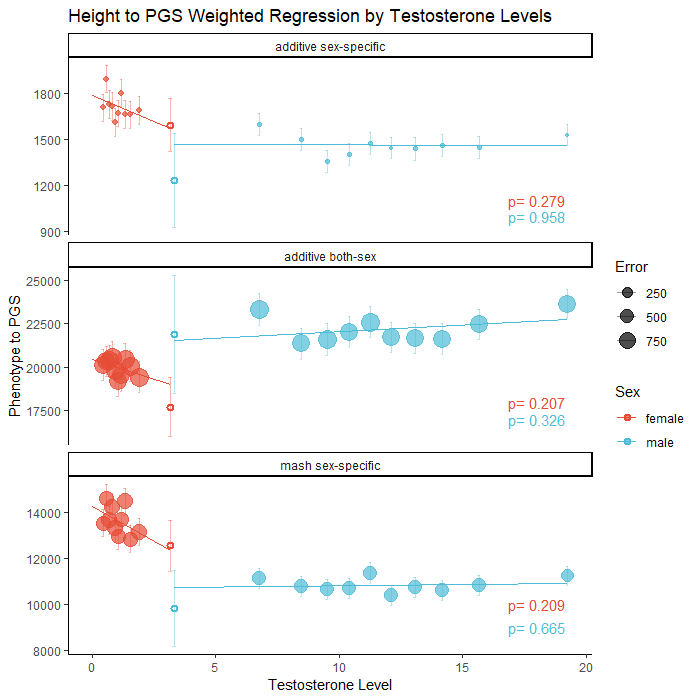 Height to PGS Weighted Regression by Testosterone Levels
additive sex-specific
1800
1500
1200
900
p= 0.279
p= 0.958
additive both-sex
25000
22500
20000
17500
p= 0.207
p= 0.326
mash sex-specific
14000
12000
10000
8000
p= 0.209
p= 0.665
0 5 10 15 20
Testosterone Level
Phenotype to PGS
Error
250
500
750
Sex
female
male